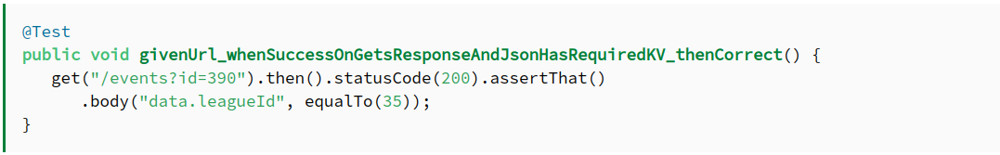 @Test
public void givenUrl_whenSuccessOnGetsResponseAndJsonHasRequiredKV_thenCorrect() {
   get("/events?id=390").then().statusCode(200).assertThat()
      .body("data.leagueId", equalTo(35));
}